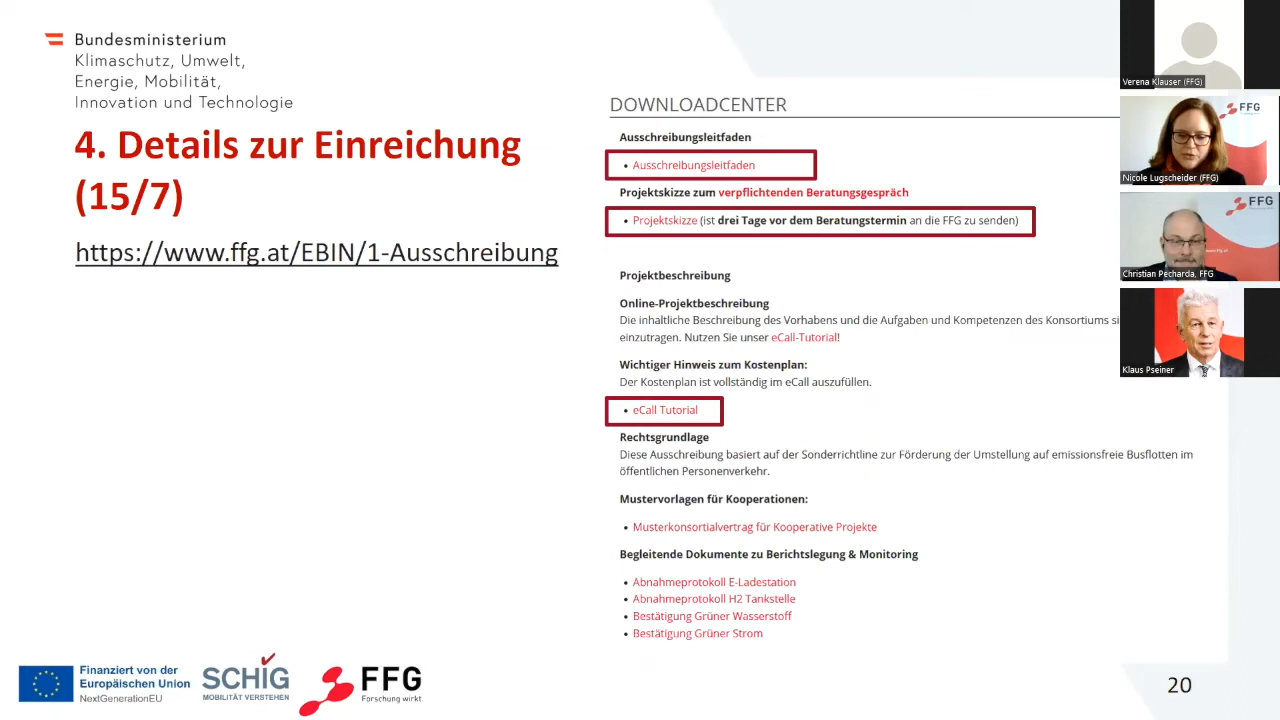 Bundesministerium
Klimaschutz, Umwelt,
Energie, Mobilität,
Innovation und Technologie
4. Details zur Einreichung
(15/7)
https://www.ffg.at/EBIN/1-Ausschreibung
DOWNLOADCENTER
Ausschreibungsleitfaden
• Ausschreibungsleitfaden
Projektskizze zum verpflichtenden Beratungsgespräch
• Projektskizze (ist drei Tage vor dem Beratungstermin an die FFG zu senden)
Projektbeschreibung
Online-Projektbeschreibung
Die inhaltliche Beschreibung des Vorhabens und die Aufgaben und Kompetenzen des Konsortiums si
einzutragen. Nutzen Sie unser eCall-Tutorial!
Wichtiger Hinweis zum Kostenplan:
Der Kostenplan ist vollständig im eCall auszufüllen.
• eCall Tutorial
Rechtsgrundlage
Diese Ausschreibung basiert auf der Sonderrichtline zur Förderung der Umstellung auf emissionsfreie Busflotten im
öffentlichen Personenverkehr.
Mustervorlagen für Kooperationen:
• Musterkonsortialvertrag für Kooperative Projekte
Begleitende Dokumente zu Berichtslegung & Monitoring
• Abnahmeprotokoll E-Ladestation
• Abnahmeprotokoll H2 Tankstelle
• Bestätigung Grüner Wasserstoff
• Bestätigung Grüner Strom
Verena Klauser (FFG)
FFG
Nicole Lugscheider (FFG)
FFG
Christian Pecharda, FFG
Klaus Pseiner
Finanziert von der
Europäischen Union
NextGenerationEU
SCHIG
MOBILITÄT VERSTEHEN
FFG
Forschung wirkt
20